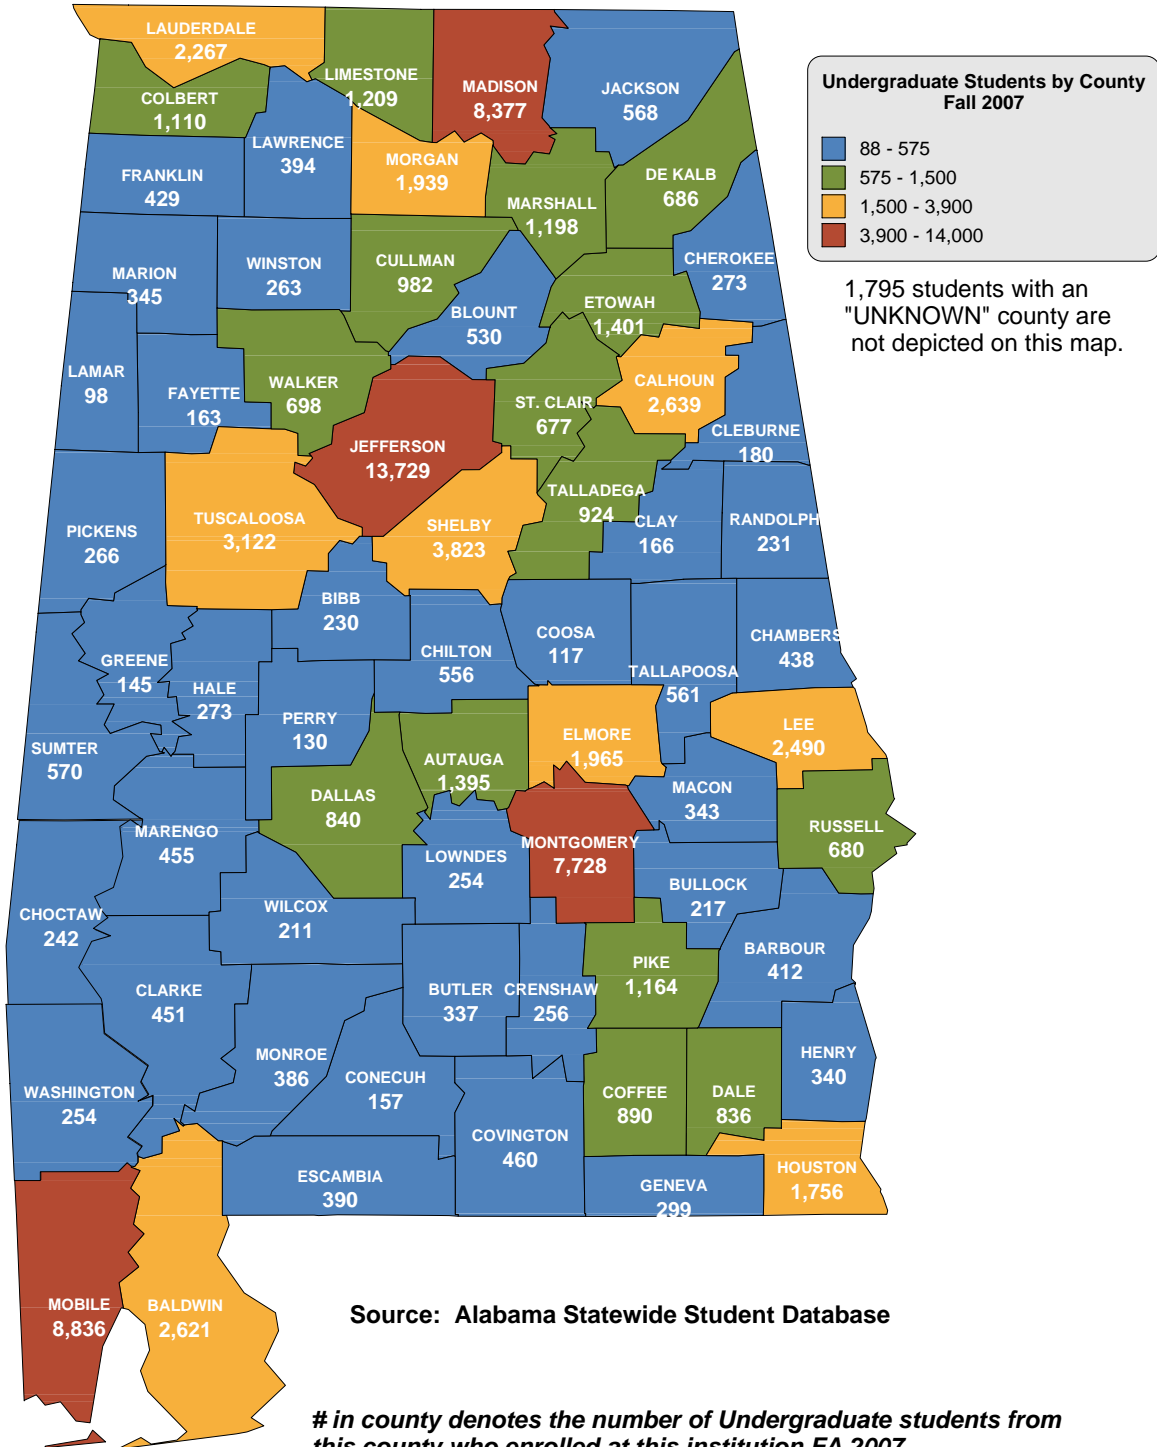 LAUDERDALE
2,267
LIMESTONE
1,209
MADISON
8,377
JACKSON
568
COLBERT
1,110
LAWRENCE
394
FRANKLIN
429
MORGAN
1,939
MARSHALL
1,198
DE KALB
686
MARION
345
WINSTON
263
CULLMAN
982
BLOUNT
530
ETOWAH
1,401
CHEROKEE
273
LAMAR
98
FAYETTE
163
WALKER
698
ST. CLAIR
677
CALHOUN
2,639
CLEBURNE
180
JEFFERSON
13,729
PICKENS
266
TUSCALOOSA
3,122
SHELBY
3,823
TALLADEGA
924
CLAY
166
RANDOLPH
231
BIBB
230
GREENE
145
HALE
273
CHILTON
556
COOSA
117
TALLAPOOSA
561
CHAMBERS
438
SUMTER
570
PERRY
130
AUTAUGA
1,395
ELMORE
1,965
LEE
2,490
DALLAS
840
MACON
343
MARENGO
455
LOWNDES
254
MONTGOMERY
7,728
RUSSELL
680
BULLOCK
217
CHOCTAW
242
WILCOX
211
BARBOUR
412
CLARKE
451
BUTLER
337
CRENSHAW
256
PIKE
1,164
MONROE
386
CONECUH
157
HENRY
340
WASHINGTON
254
COVINGTON
460
COFFEE
890
DALE
836
ESCAMBIA
390
GENEVA
299
HOUSTON
1,756
MOBILE
8,836
BALDWIN
2,621
Undergraduate Students by County
Fall 2007
88 - 575
575 - 1,500
1,500 - 3,900
3,900 - 14,000
1,795 students with an
"UNKNOWN" county are
not depicted on this map.
Source: Alabama Statewide Student Database
# in county denotes the number of Undergraduate students from
this county who enrolled at this institution FA 2007